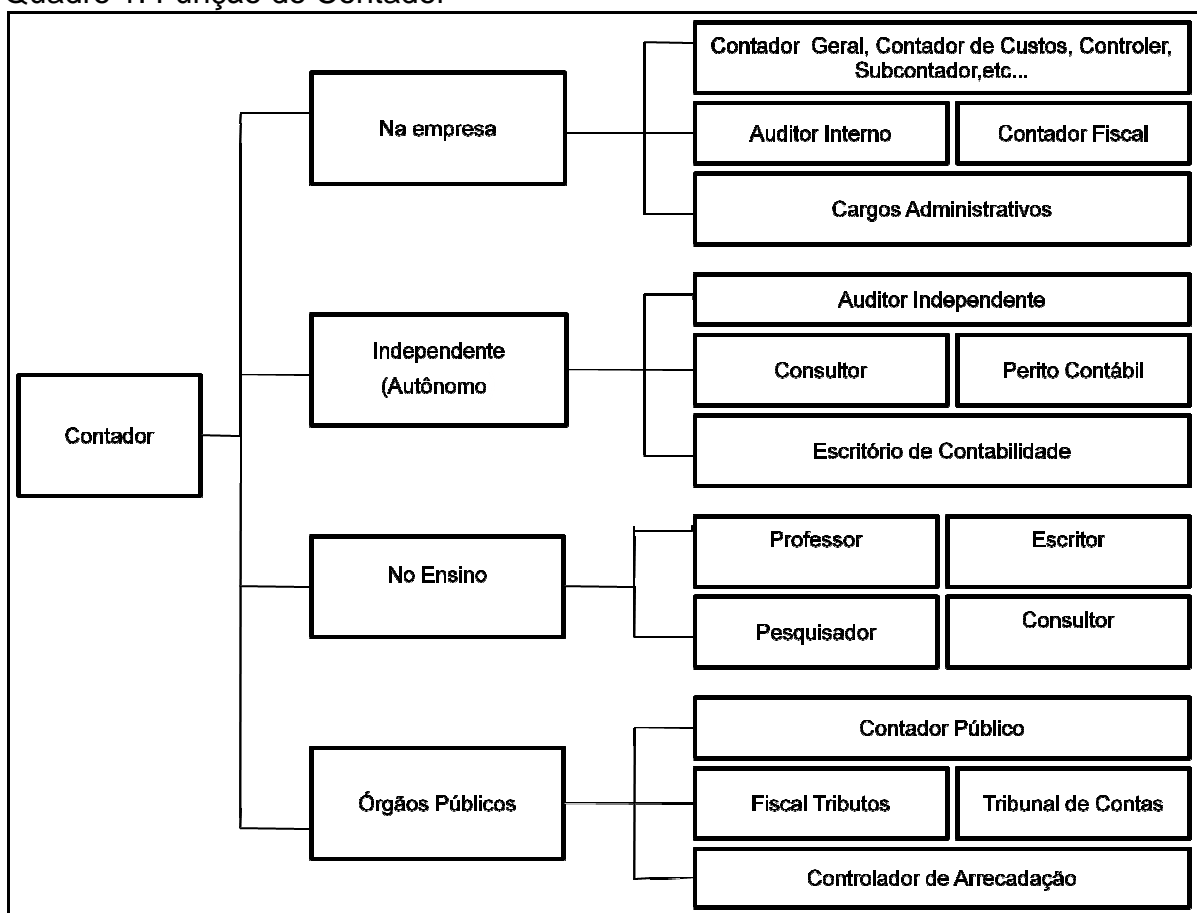 Quadro 1: Função do Contador
Contador Geral, Contador de Custos, Controler,
Subcontador,etc...
Na empresa
Auditor Interno
Contador Fiscal
Cargos Administrativos
Auditor Independente
Independente
(Autônomo
Consultor
Perito Contábil
Contador
Escritório de Contabilidade
Professor
Escritor
No Ensino
Pesquisador
Consultor
Contador Público
Órgãos Públicos
Fiscal Tributos
Tribunal de Contas
Controlador de Arrecadação